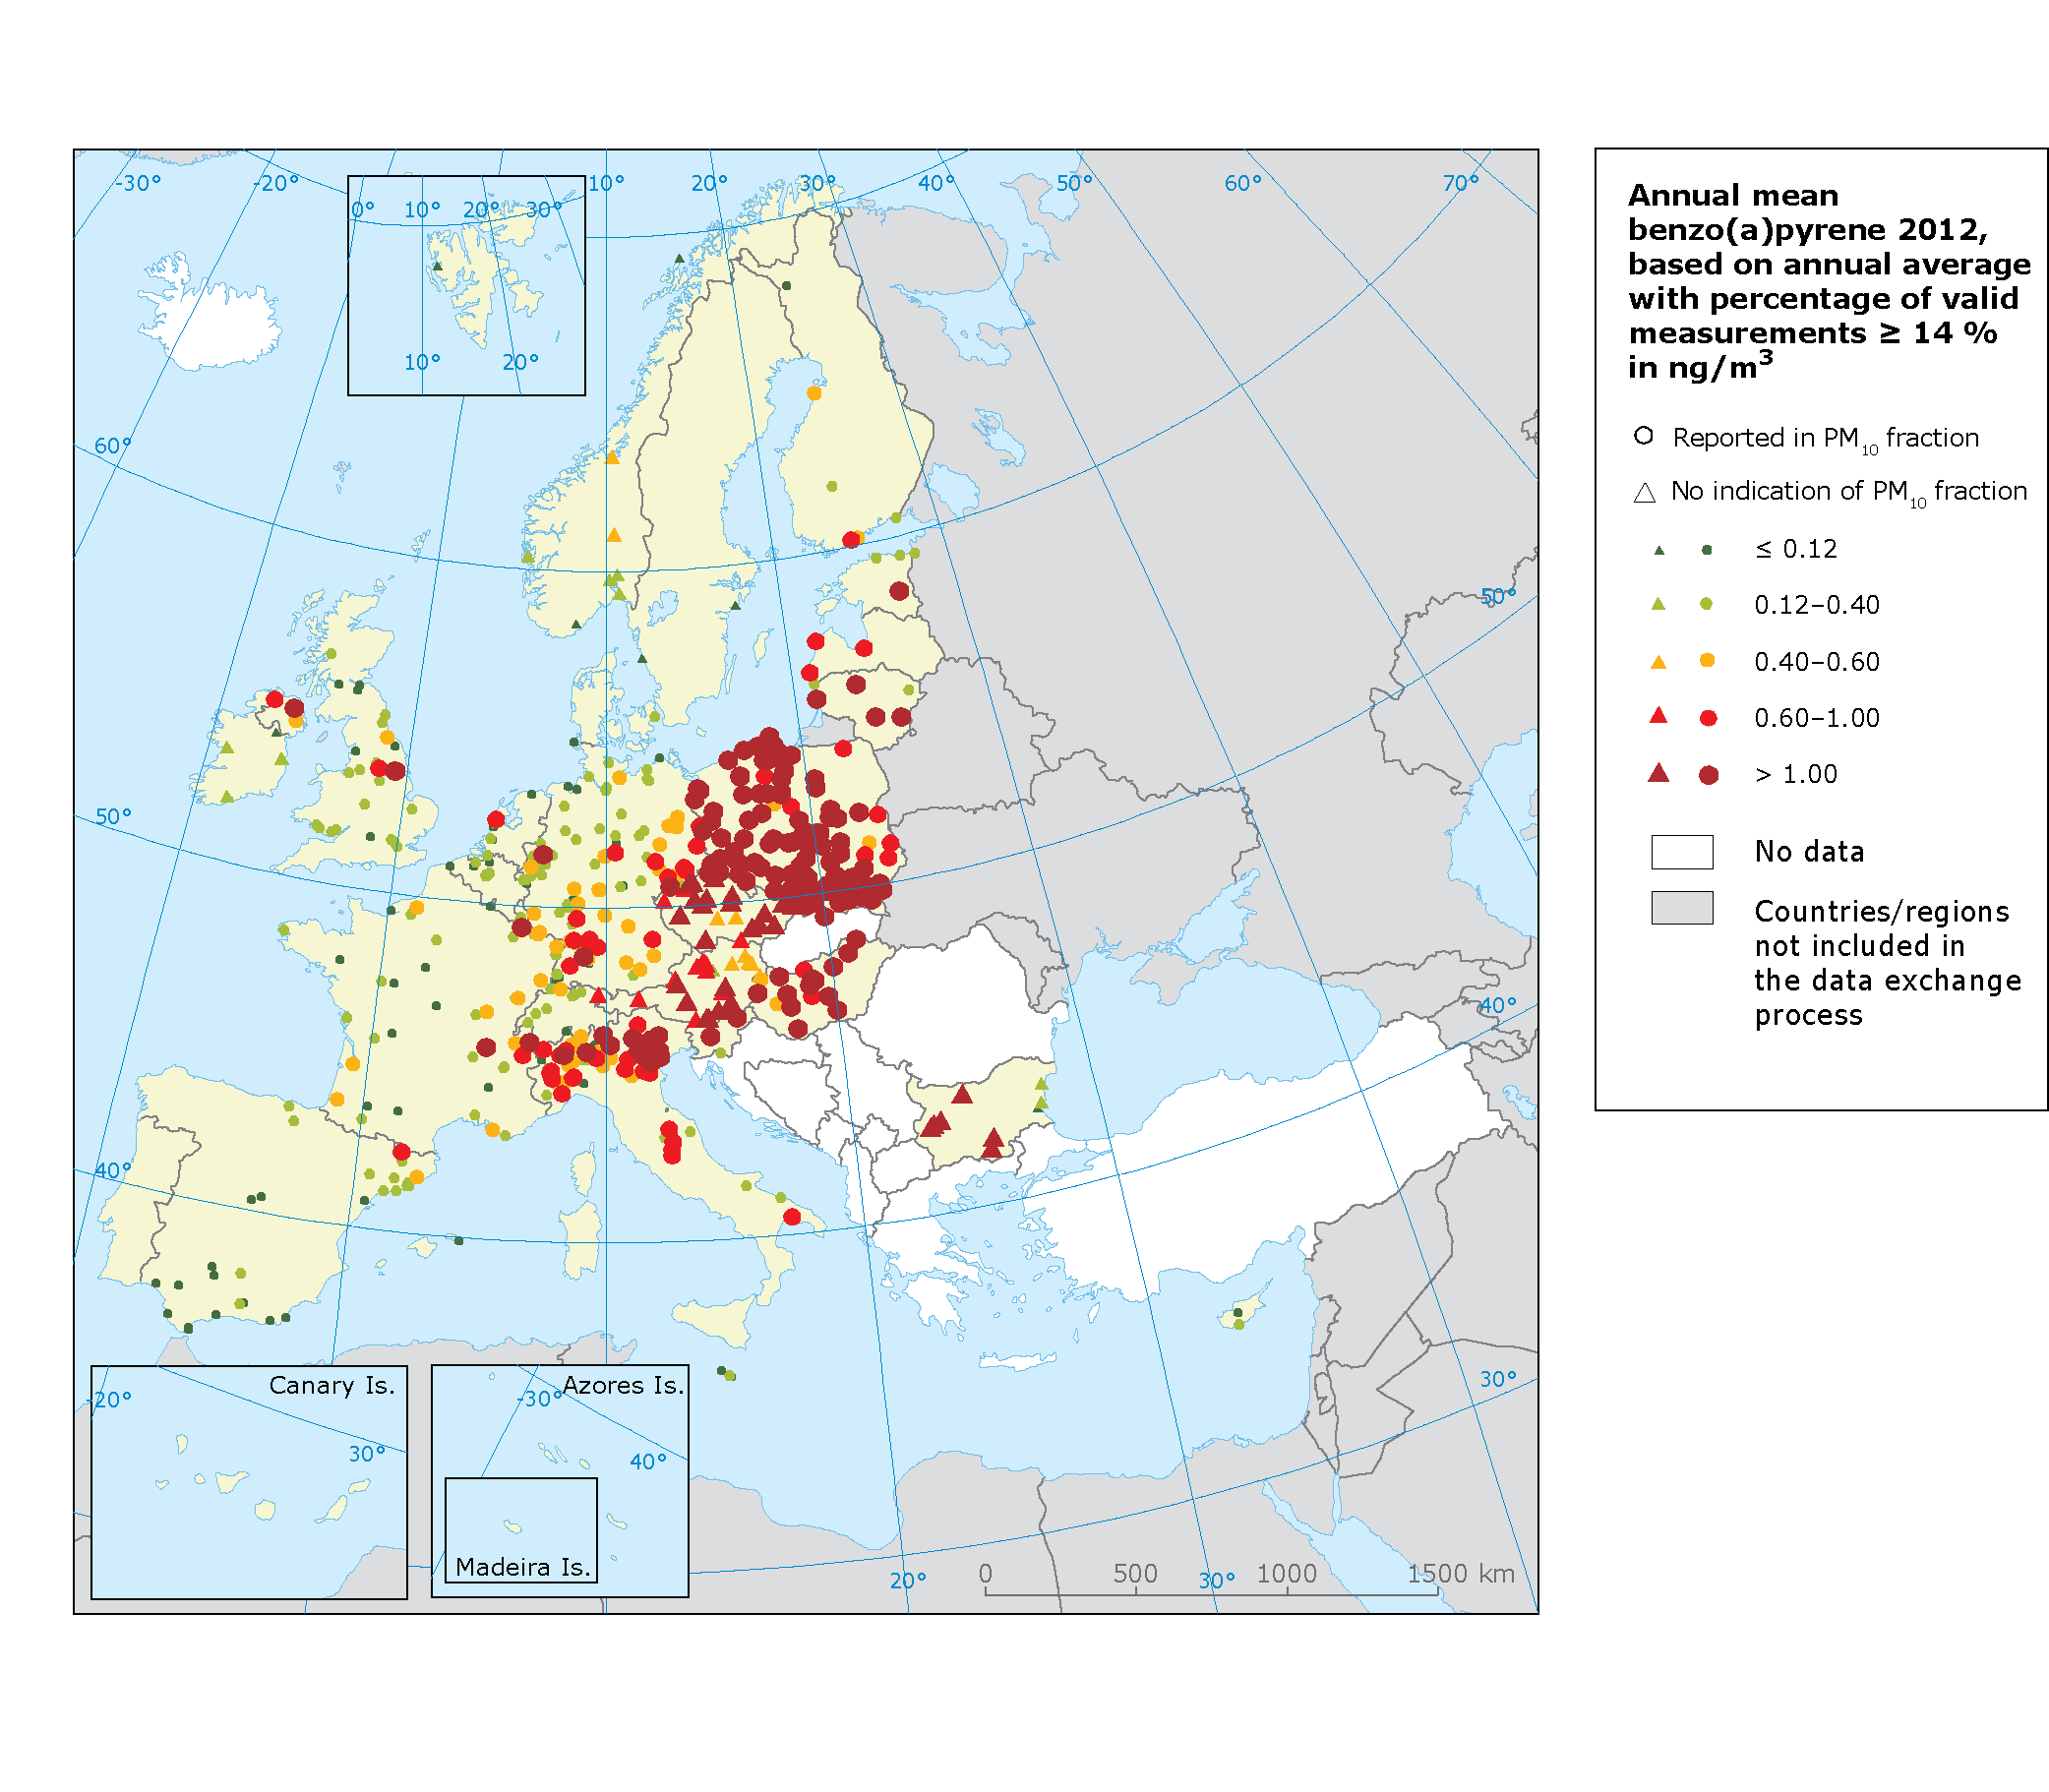 -30°
-20°
10°
20°
30°
40°
50°
60°
70°
0°
10°
20°
30°
10°
20°
60°
50°
50°
40°
40°
30°
Canary Is.
-20°
30°
Azores Is.
-30°
40°
Madeira Is.
20°
30°
0
500
1000
1500 km
Annual mean
benzo(a)pyrene 2012,
based on annual average
with percentage of valid
measurements ≥ 14 %
in ng/m³
Reported in PM₁₀ fraction
No indication of PM₁₀ fraction
≤ 0.12
0.12–0.40
0.40–0.60
0.60–1.00
> 1.00
No data
Countries/regions
not included in
the data exchange
process